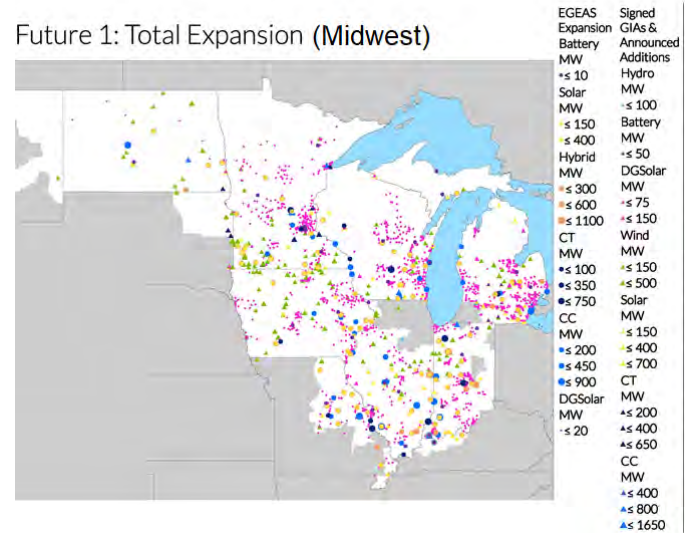 Future 1: Total Expansion (Midwest)
EGEAS
Expansion
Battery
MW
≤ 10
Solar
MW
≤ 150
≤ 400
Hybrid
MW
≤ 300
≤ 600
≤ 1100
CT
MW
≤ 100
≤ 350
≤ 750
CC
MW
≤ 200
≤ 450
≤ 900
DGSolar
MW
≤ 20
Signed
GIAs &
Announced
Additions
Hydro
MW
≤ 100
Battery
MW
≤ 50
DGSolar
MW
≤ 75
≤ 150
Wind
MW
≤ 150
≤ 500
Solar
MW
≤ 150
≤ 400
≤ 700
CT
MW
≤ 200
≤ 400
≤ 650
CC
MW
≤ 400
≤ 800
≤ 1650